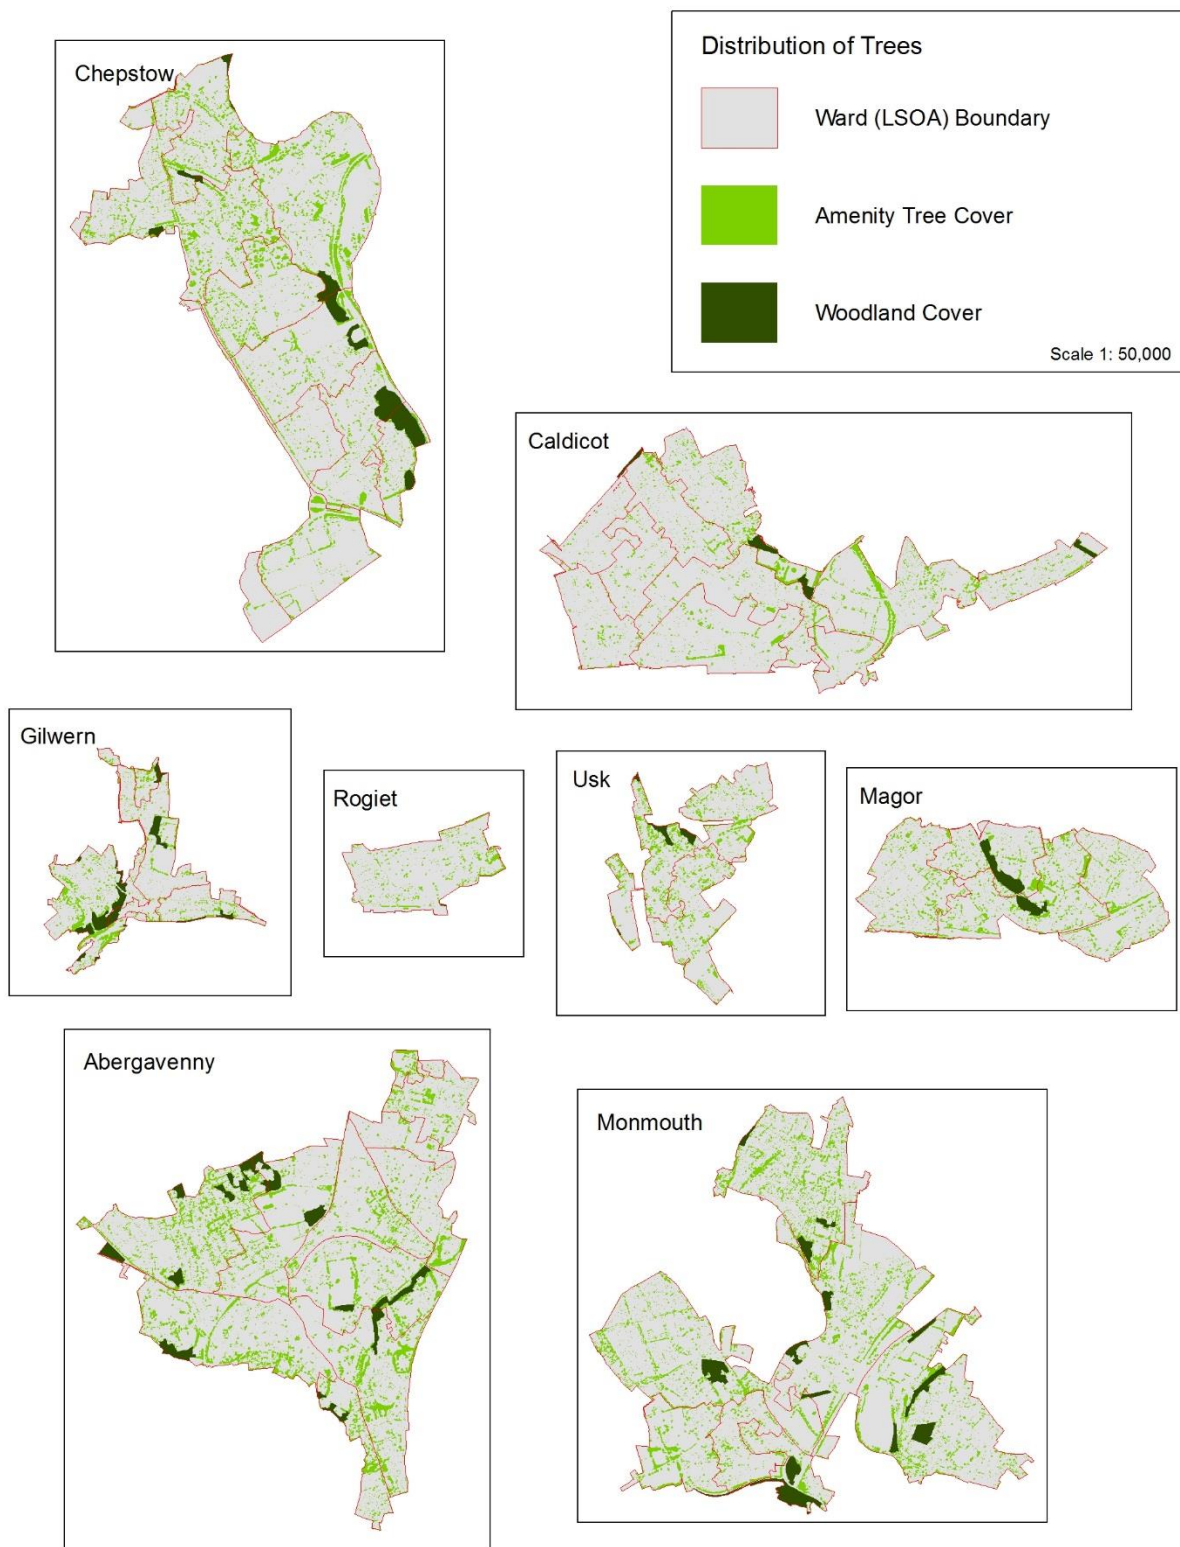 Distribution of Trees
Ward (LSOA) Boundary
Amenity Tree Cover
Woodland Cover
Scale 1: 50,000
Chepstow
Caldicot
Gilwern
Rogiet
Usk
Magor
Abergavenny
Monmouth